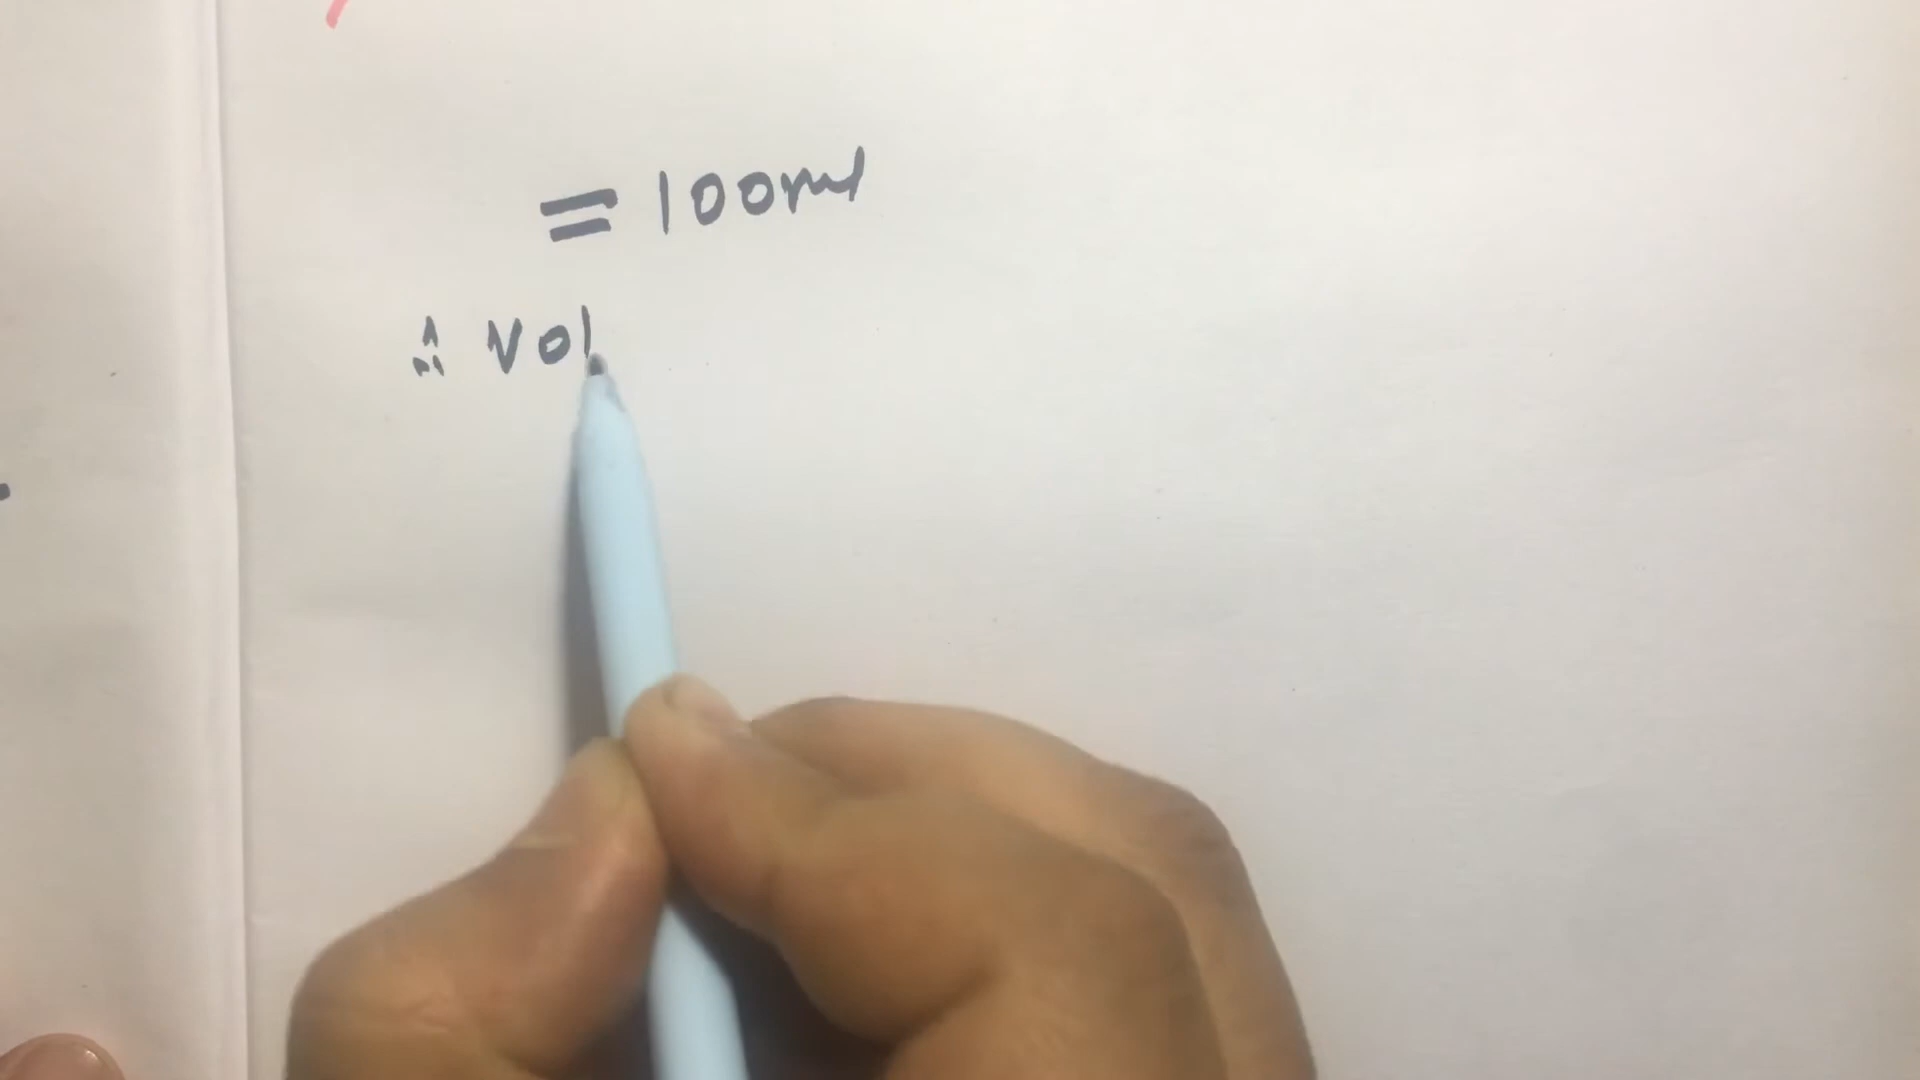 = 100ml
∴ Vol